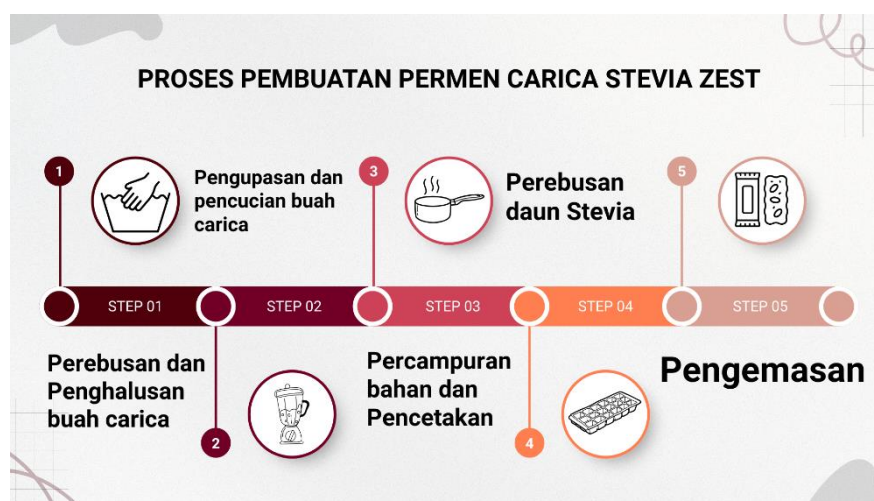 PROSES PEMBUATAN PERMEN CARICA STEVIA ZEST
1
Pengupasan dan
pencucian buah
carica
3
Perebusan
daun Stevia
5
STEP 01
STEP 02
STEP 03
STEP 04
STEP 05
Perebusan dan
Penghalusan
buah carica
2
Percampuran
bahan dan
Pencetakan
4
Pengemasan